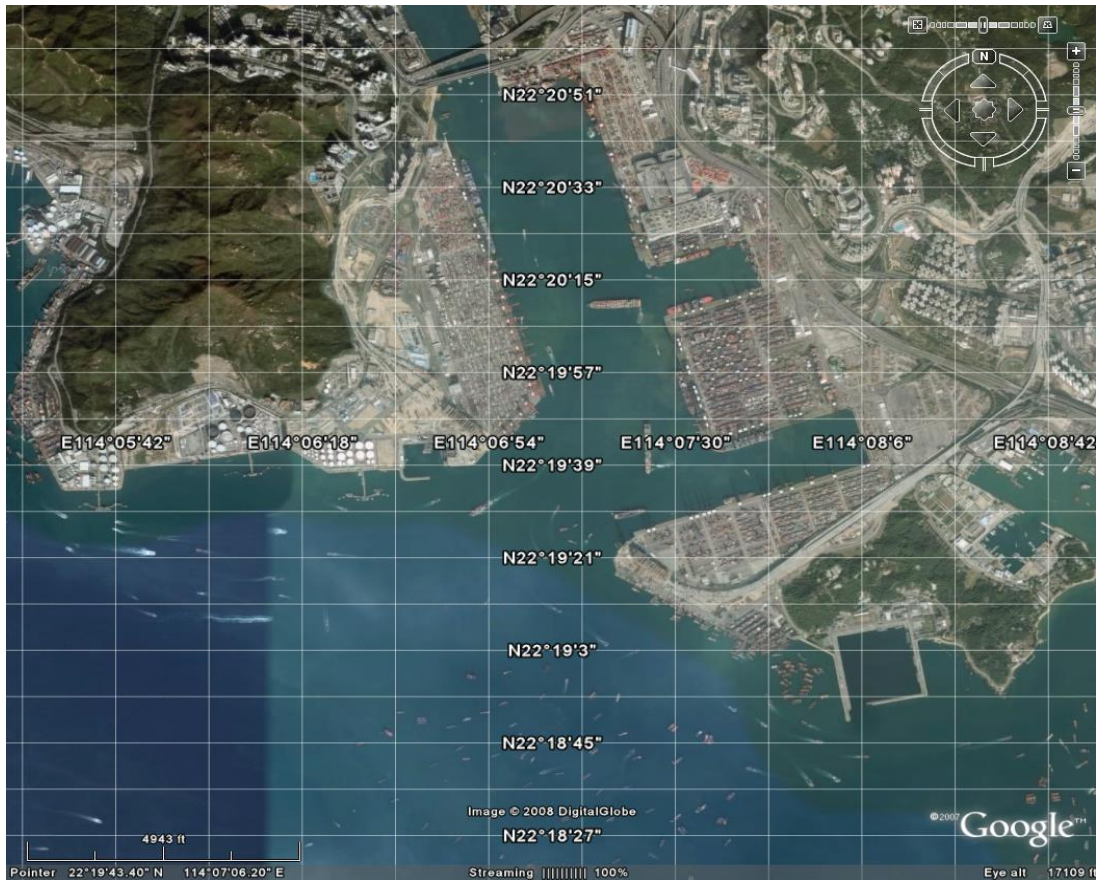 N
N22°20'51"
N22°20'33"
N22°20'15"
N22°19'57"
E114°05'42" E114°06'18" E114°06'54" E114°07'30" E114°08'6" E114°08'42
N22°19'39"
N22°19'21"
N22°19'3"
N22°18'45"
Image © 2008 DigitalGlobe
©2007 Google™
N22°18'27"
4943 ft
Pointer 22°19'43.40" N 114°07'06.20" E Streaming 100% Eye alt 17109 ft